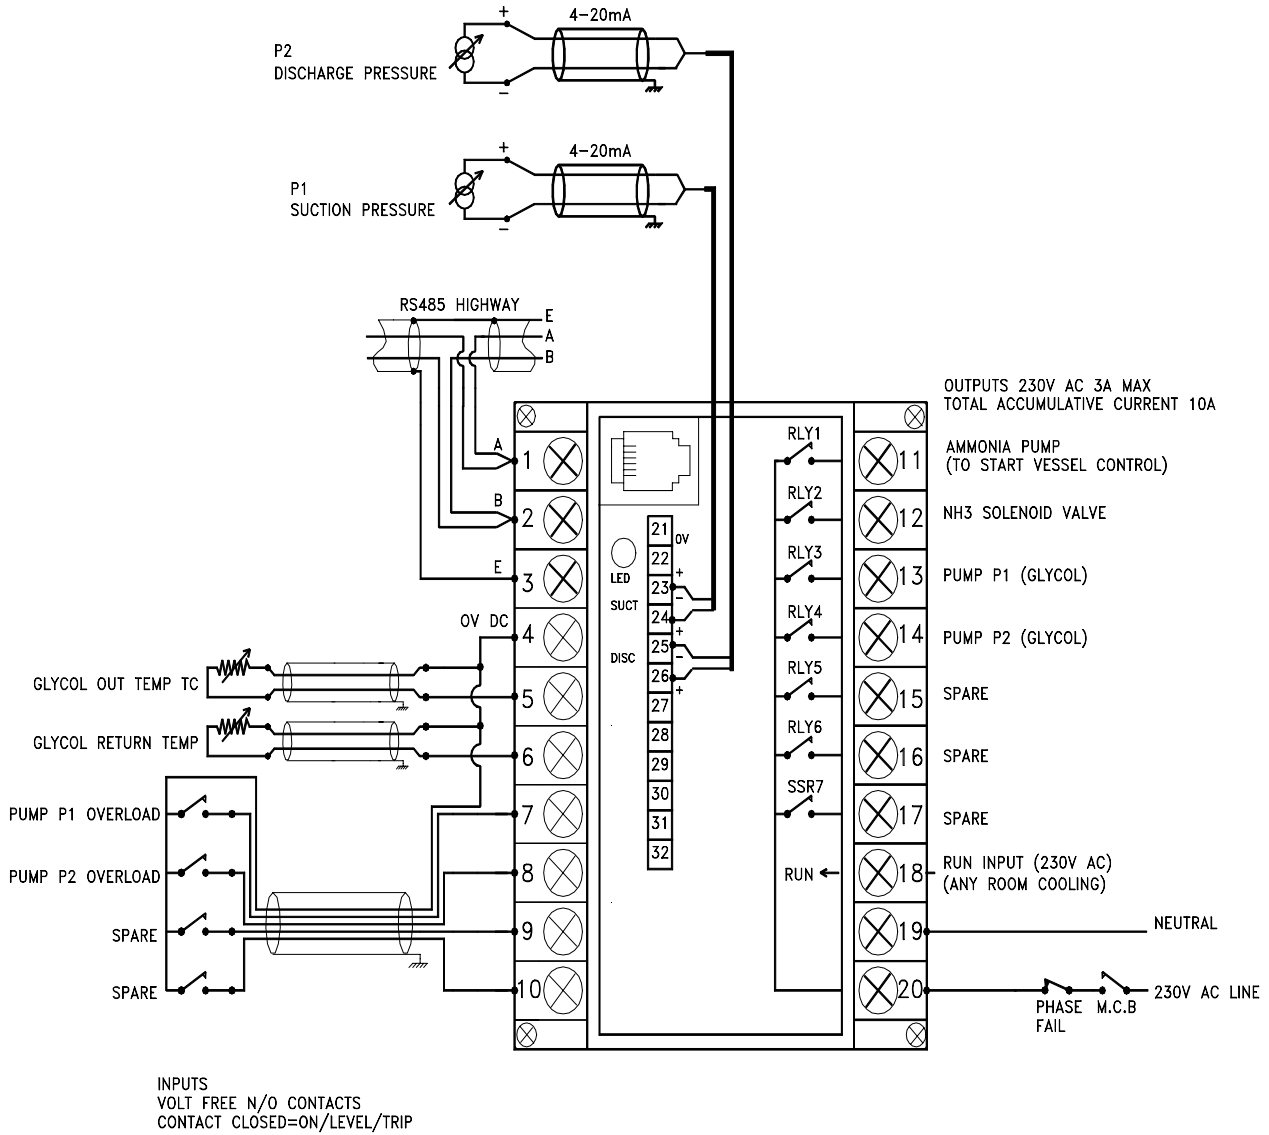 +
4-20mA
P2
DISCHARGE PRESSURE
-
+
4-20mA
P1
SUCTION PRESSURE
-
RS485 HIGHWAY
E
A
B
OUTPUTS 230V AC 3A MAX
TOTAL ACCUMULATIVE CURRENT 10A
A
1
B
2
E
3
0V DC
4
GLYCOL OUT TEMP TC
5
GLYCOL RETURN TEMP
6
PUMP P1 OVERLOAD
7
PUMP P2 OVERLOAD
8
SPARE
9
SPARE
10
LED
SUCT
DISC
21
0V
22
+
23
-
24
+
25
-
26
+
27
28
29
30
31
32
RLY1
RLY2
RLY3
RLY4
RLY5
RLY6
SSR7
RUN
11
AMMONIA PUMP
(TO START VESSEL CONTROL)
12
NH3 SOLENOID VALVE
13
PUMP P1 (GLYCOL)
14
PUMP P2 (GLYCOL)
15
SPARE
16
SPARE
17
SPARE
18
RUN INPUT (230V AC)
(ANY ROOM COOLING)
19
NEUTRAL
20
PHASE
FAIL
M.C.B
230V AC LINE
INPUTS
VOLT FREE N/O CONTACTS
CONTACT CLOSED=ON/LEVEL/TRIP